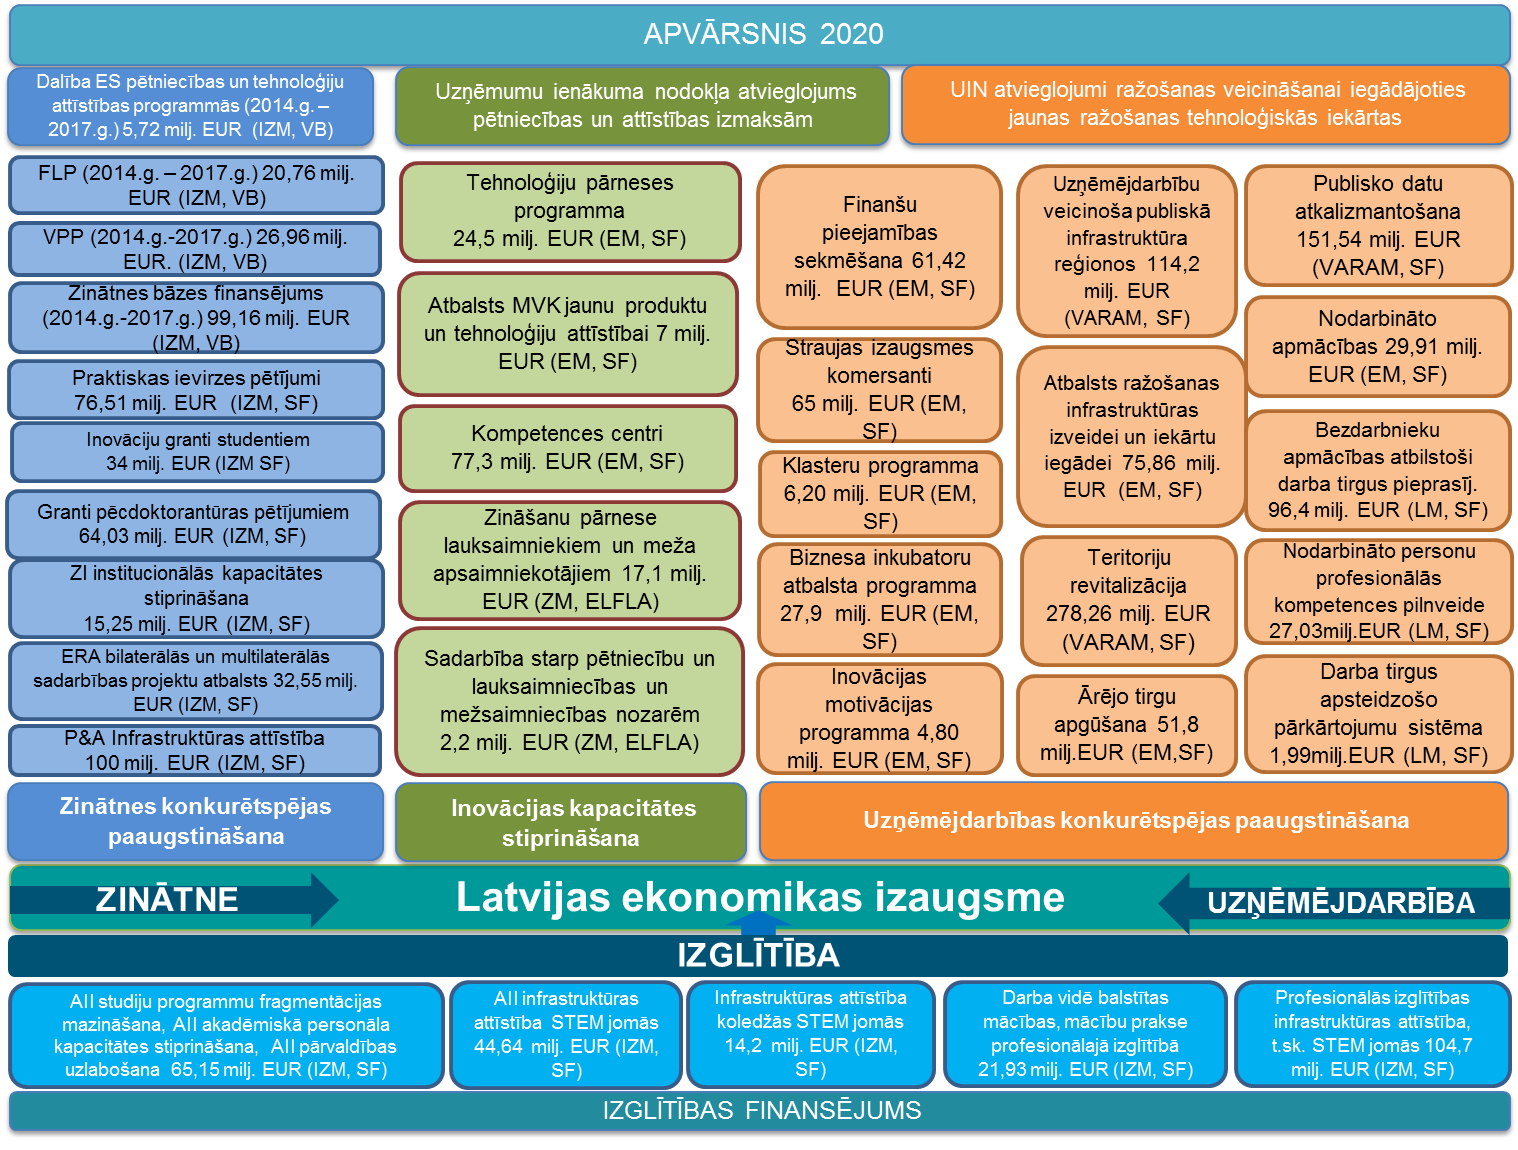 APVĀRSNIS 2020
Dalība ES pētniecības un tehnoloģiju
attīstības programmās (2014.g. –
2017.g.) 5,72 milj. EUR (IZM, VB)
Uzņēmumu ienākuma nodokļa atvieglojums
pētniecības un attīstības izmaksām
UIN atvieglojumi ražošanas veicināšanai iegādājoties
jaunas ražošanas tehnoloģiskās iekārtas
FLP (2014.g. – 2017.g.) 20,76 milj.
EUR (IZM, VB)
VPP (2014.g.-2017.g.) 26,96 milj.
EUR. (IZM, VB)
Zinātnes bāzes finansējums
(2014.g.-2017.g.) 99,16 milj. EUR
(IZM, VB)
Praktiskas ievirzes pētījumi
76,51 milj. EUR (IZM, SF)
Inovāciju granti studentiem
34 milj. EUR (IZM SF)
Granti pēcdoktorantūras pētījumiem
64,03 milj. EUR (IZM, SF)
ZI institucionālās kapacitātes
stiprināšana
15,25 milj. EUR (IZM, SF)
ERA bilaterālās un multilaterālās
sadarbības projektu atbalsts 32,55 milj.
EUR (IZM, SF)
P&A Infrastruktūras attīstība
100 milj. EUR (IZM, SF)
Zinātnes konkurētspējas
paaugstināšana
Tehnoloģiju pārneses
programma
24,5 milj. EUR (EM, SF)
Atbalsts MVK jaunu produktu
un tehnoloģiju attīstībai 7 milj.
EUR (EM, SF)
Kompetences centri
77,3 milj. EUR (EM, SF)
Zināšanu pārnese
lauksaimniekiem un meža
apsaimniekotājiem 17,1 milj.
EUR (ZM, ELFLA)
Sadarbība starp pētniecību un
lauksaimniecības un
mežsaimniecības nozarēm
2,2 milj. EUR (ZM, ELFLA)
Inovācijas kapacitātes
stiprināšana
Finanšu
pieejamības
sekmēšana 61,42
milj. EUR (EM, SF)
Straujas izaugsmes
komersanti
65 milj. EUR (EM,
SF)
Klasteru programma
6,20 milj. EUR (EM,
SF)
Biznesa inkubatoru
atbalsta programma
27,9 milj. EUR (EM,
SF)
Inovācijas
motivācijas
programma 4,80
milj. EUR (EM, SF)
Uzņēmējdarbību
veicinoša publiskā
infrastruktūra
reģionos 114,2
milj. EUR
(VARAM, SF)
Atbalsts ražošanas
infrastruktūras
izveidei un iekārtu
iegādei 75,86 milj.
EUR (EM, SF)
Teritoriju
revitalizācija
278,26 milj. EUR
(VARAM, SF)
Ārējo tirgu
apgūšana 51,8
milj.EUR (EM,SF)
Publisko datu
atkalizmantošana
151,54 milj. EUR
(VARAM, SF)
Nodarbināto
apmācības 29,91 milj.
EUR (EM, SF)
Bezdarbnieku
apmācības atbilstoši
darba tirgus pieprasīj.
96,4 milj. EUR (LM, SF)
Nodarbināto personu
profesionālās
kompetences pilnveide
27,03milj.EUR (LM, SF)
Darba tirgus
apsteidzošo
pārkārtojumu sistēma
1,99milj.EUR (LM, SF)
Uzņēmējdarbības konkurētspējas paaugstināšana
ZINĀTNE
Latvijas ekonomikas izaugsme
UZŅĒMĒJDARBĪBA
IZGLĪTĪBA
AII studiju programmu fragmentācijas
mazināšana, AII akadēmiskā personāla
kapacitātes stiprināšana, AII pārvaldības
uzlabošana 65,15 milj. EUR (IZM, SF)
AII infrastruktūras
attīstība STEM jomās
44,64 milj. EUR (IZM,
SF)
Infrastruktūras attīstība
koledžās STEM jomās
14,2 milj. EUR (IZM,
SF)
Darba vidē balstītas
mācības, mācību prakse
profesionālajā izglītībā
21,93 milj. EUR (IZM, SF)
Profesionālās izglītības
infrastruktūras attīstība,
t.sk. STEM jomās 104,7
milj. EUR (IZM, SF)
IZGLĪTĪBAS FINANSĒJUMS